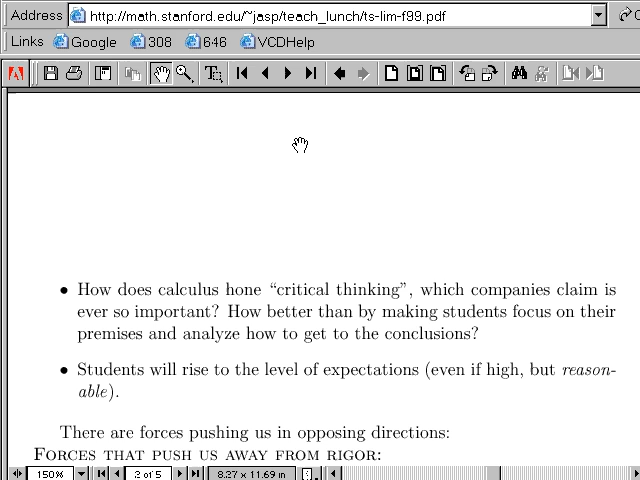 Address http://math.stanford.edu/~jasp/teach_lunch/ts-lim-f99.pdf
Links Google 308 646 VCDHelp
• How does calculus hone “critical thinking”, which companies claim is
ever so important? How better than by making students focus on their
premises and analyze how to get to the conclusions?
• Students will rise to the level of expectations (even if high, but reason-
able).
There are forces pushing us in opposing directions:
FORCES THAT PUSH US AWAY FROM RIGOR:
150% 2 of 5 8.27 x 11.69 in